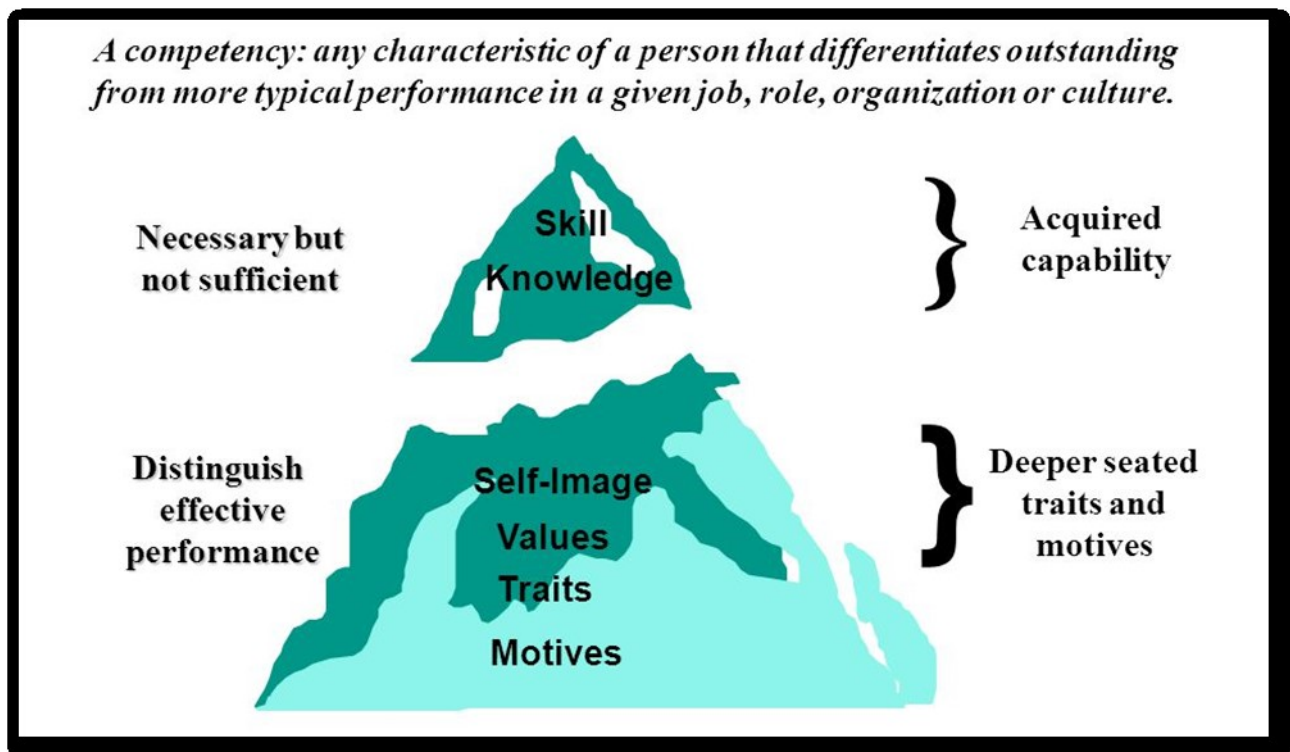 A competency: any characteristic of a person that differentiates outstanding
from more typical performance in a given job, role, organization or culture.
Necessary but
not sufficient
Skill
Knowledge
Acquired
capability
Distinguish
effective
performance
Self-Image
Values
Traits
Motives
Deeper seated
traits and
motives